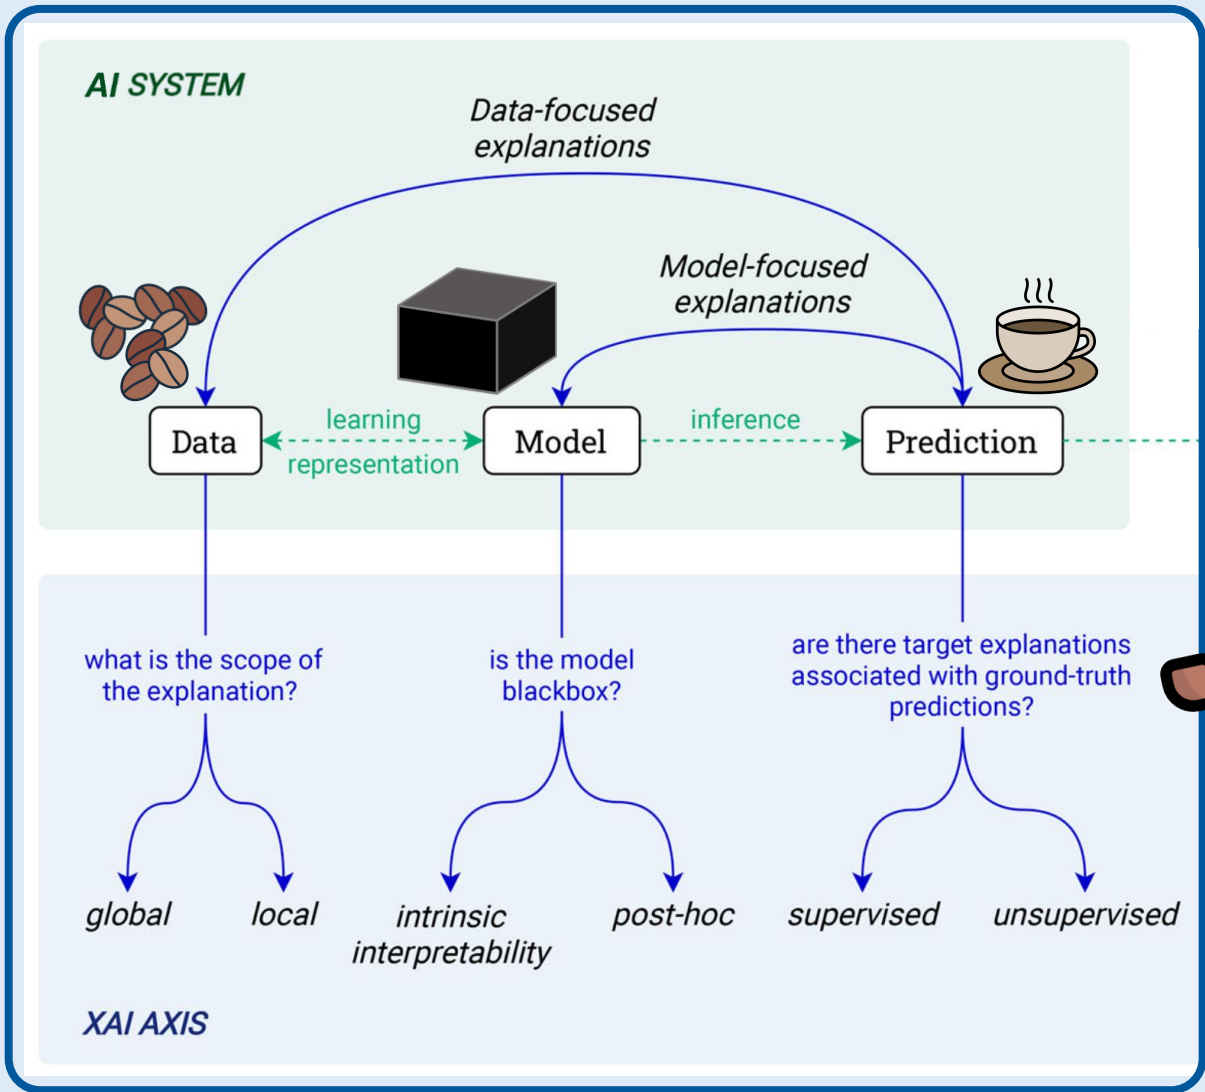 AI SYSTEM
Data-focused
explanations
Model-focused
explanations
Data
learning
representation
Model
inference
Prediction
what is the scope of
the explanation?
is the model
blackbox?
are there target explanations
associated with ground-truth
predictions?
global
local
intrinsic
interpretability
post-hoc
supervised
unsupervised
XAI AXIS